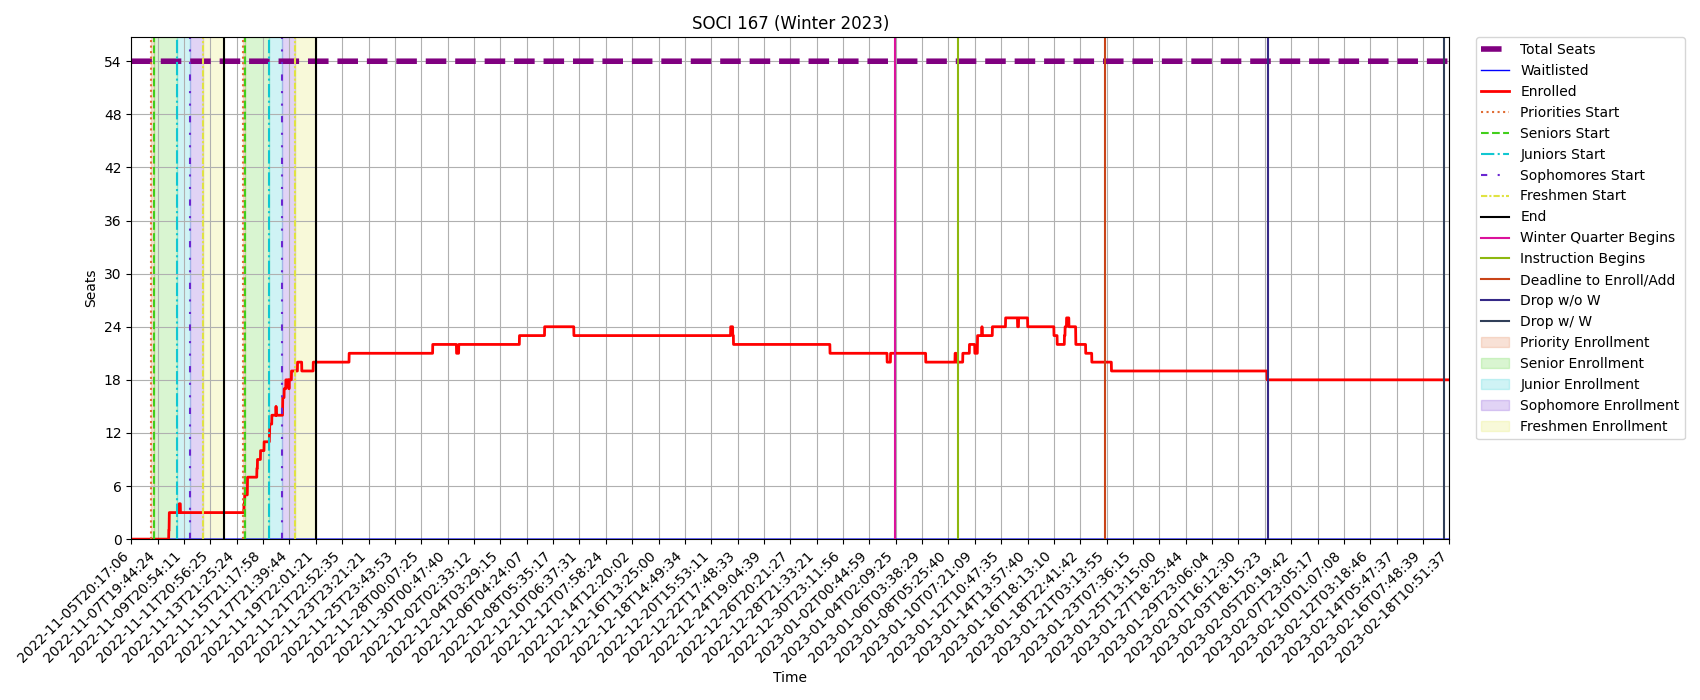 SOCI 167 (Winter 2023)
Seats
54
48
42
36
30
24
18
12
6
0
2022-11-05T20:17:06
2022-11-07T19:44:24
2022-11-09T20:54:11
2022-11-11T20:56:25
2022-11-13T21:25:24
2022-11-15T21:17:58
2022-11-17T21:39:44
2022-11-19T22:01:21
2022-11-21T22:52:35
2022-11-23T23:21:21
2022-11-25T23:43:53
2022-11-28T00:07:25
2022-11-30T00:47:40
2022-12-02T02:33:12
2022-12-04T03:29:15
2022-12-06T04:24:07
2022-12-08T05:35:17
2022-12-10T06:37:31
2022-12-12T07:58:24
2022-12-14T12:20:02
2022-12-16T13:25:00
2022-12-18T14:49:34
2022-12-20T15:53:11
2022-12-22T17:48:33
2022-12-24T19:04:39
2022-12-26T20:21:27
2022-12-28T21:33:21
2022-12-30T23:11:56
2023-01-02T00:44:59
2023-01-04T02:09:25
2023-01-06T03:38:29
2023-01-08T05:25:40
2023-01-10T07:21:09
2023-01-12T10:47:35
2023-01-14T13:57:40
2023-01-16T18:13:10
2023-01-18T22:41:42
2023-01-21T03:13:55
2023-01-23T07:36:15
2023-01-25T13:15:00
2023-01-27T18:25:44
2023-01-29T23:06:04
2023-02-01T16:12:30
2023-02-03T18:15:23
2023-02-05T20:19:42
2023-02-07T23:05:17
2023-02-10T01:07:08
2023-02-12T03:18:46
2023-02-14T05:47:37
2023-02-16T07:48:39
2023-02-18T10:51:37
Time
Total Seats
Waitlisted
Enrolled
Priorities Start
Seniors Start
Juniors Start
Sophomores Start
Freshmen Start
End
Winter Quarter Begins
Instruction Begins
Deadline to Enroll/Add
Drop w/o W
Drop w/ W
Priority Enrollment
Senior Enrollment
Junior Enrollment
Sophomore Enrollment
Freshmen Enrollment